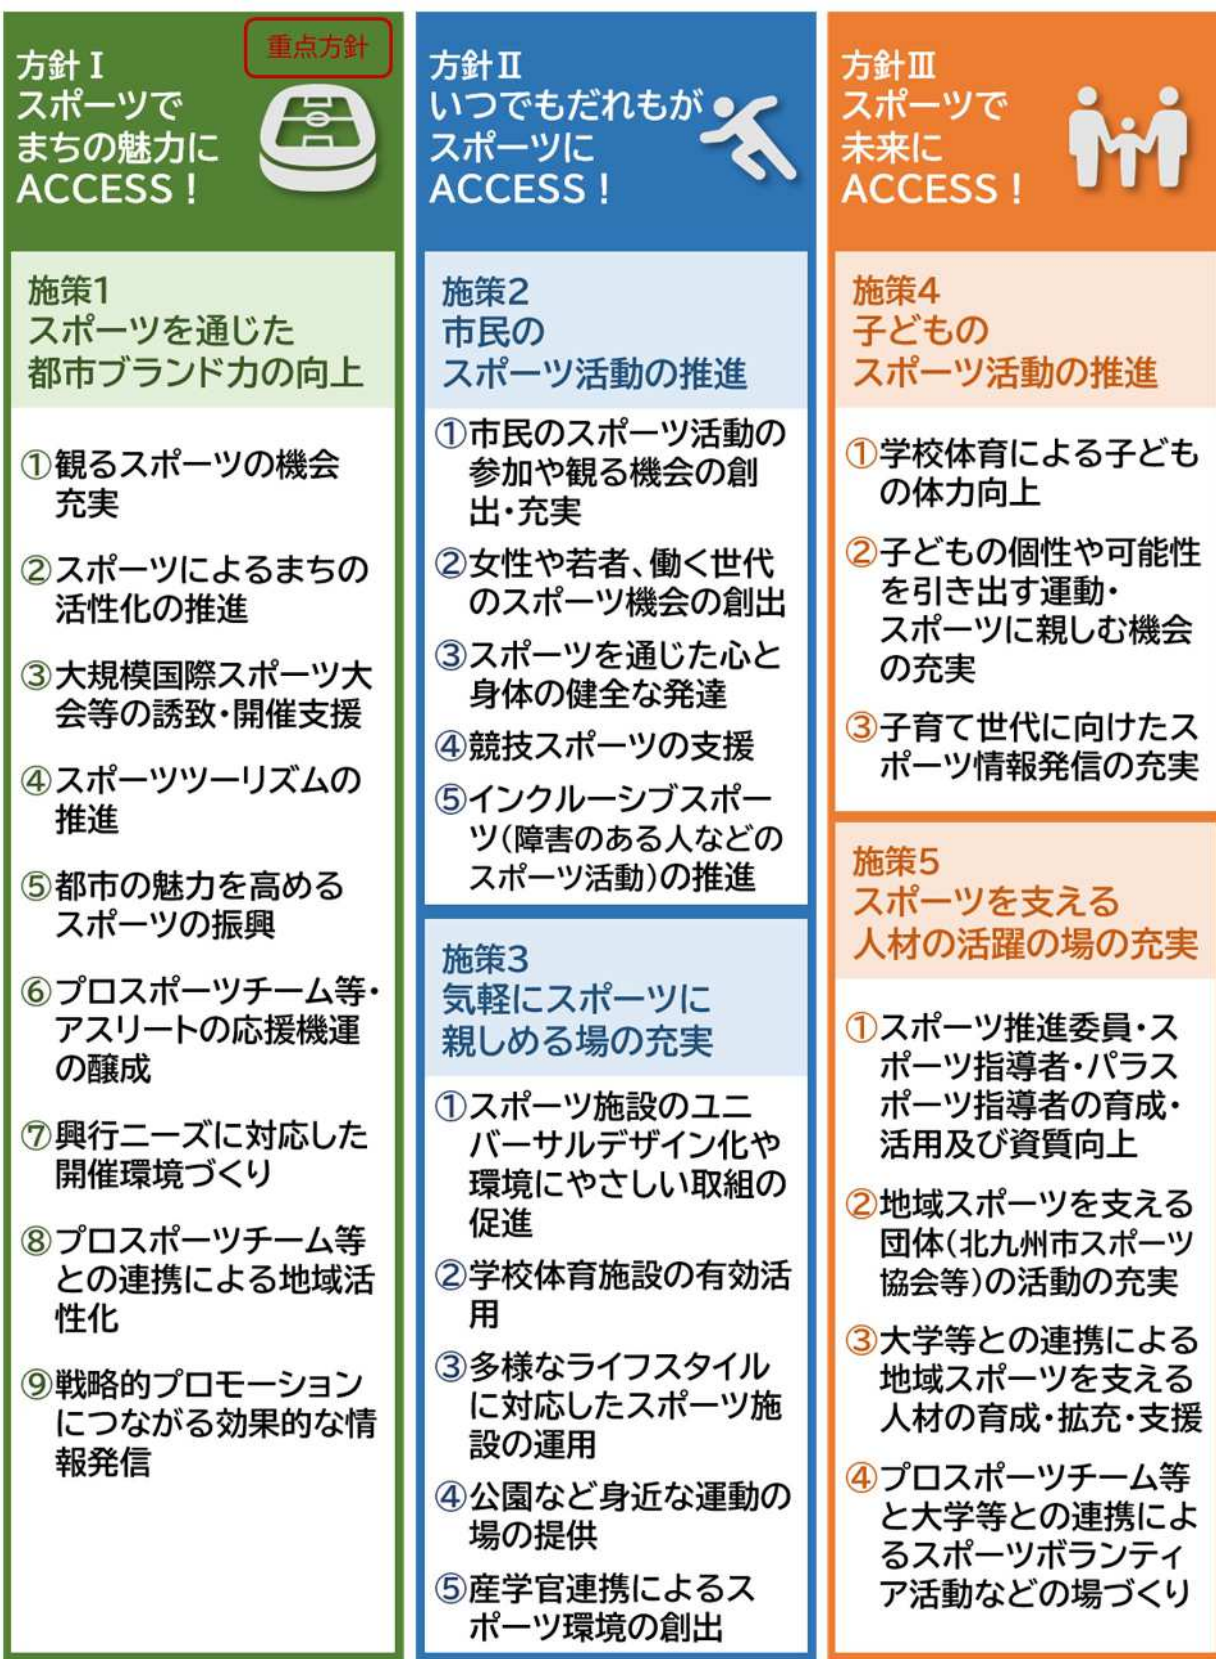 重点方針
方針Ⅰ
スポーツで
まちの魅力に
ACCESS！
施策1
スポーツを通じた
都市ブランド力の向上
①観るスポーツの機会
充実
②スポーツによるまちの
活性化の推進
③大規模国際スポーツ大
会等の誘致・開催支援
④スポーツツーリズムの
推進
⑤都市の魅力を高める
スポーツの振興
⑥プロスポーツチーム等・
アスリートの応援機運
の醸成
⑦興行ニーズに対応した
開催環境づくり
⑧プロスポーツチーム等
との連携による地域活
性化
⑨戦略的プロモーション
につながる効果的な情
報発信
方針Ⅱ
いつでもだれもが
スポーツに
ACCESS！
施策2
市民の
スポーツ活動の推進
①市民のスポーツ活動の
参加や観る機会の創
出・充実
②女性や若者、働く世代
のスポーツ機会の創出
③スポーツを通じた心と
身体の健全な発達
④競技スポーツの支援
⑤インクルーシブスポー
ツ(障害のある人などの
スポーツ活動)の推進
施策3
気軽にスポーツに
親しめる場の充実
①スポーツ施設のユニ
バーサルデザイン化や
環境にやさしい取組の
促進
②学校体育施設の有効活
用
③多様なライフスタイル
に対応したスポーツ施
設の運用
④公園など身近な運動の
場の提供
⑤産学官連携によるス
ポーツ環境の創出
方針Ⅲ
スポーツで
未来に
ACCESS！
施策4
子どもの
スポーツ活動の推進
①学校体育による子ども
の体力向上
②子どもの個性や可能性
を引き出す運動・
スポーツに親しむ機会
の充実
③子育て世代に向けたス
ポーツ情報発信の充実
施策5
スポーツを支える
人材の活躍の場の充実
①スポーツ推進委員・ス
ポーツ指導者・パラス
ポーツ指導者の育成・
活用及び資質向上
②地域スポーツを支える
団体(北九州市スポーツ
協会等)の活動の充実
③大学等との連携による
地域スポーツを支える
人材の育成・拡充・支援
④プロスポーツチーム等
と大学等との連携によ
るスポーツボランティ
ア活動などの場づくり